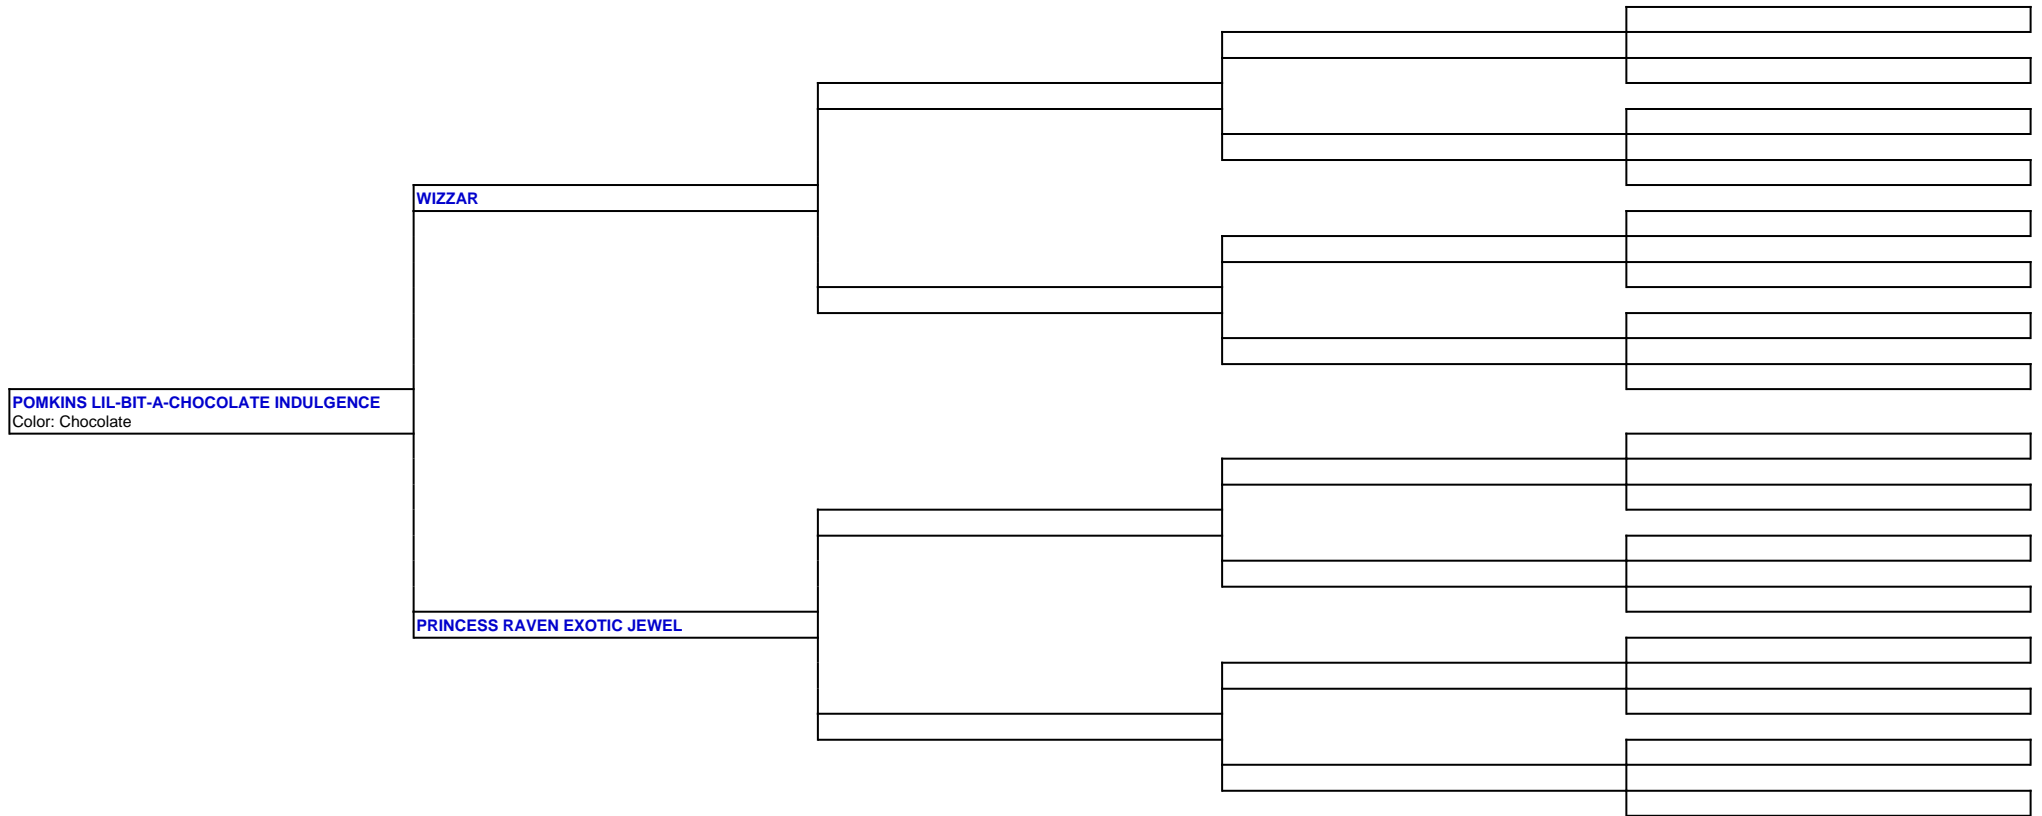 WIZZAR
POMKINS LIL-BIT-A-CHOCOLATE INDULGENCE
Color: Chocolate
PRINCESS RAVEN EXOTIC JEWEL